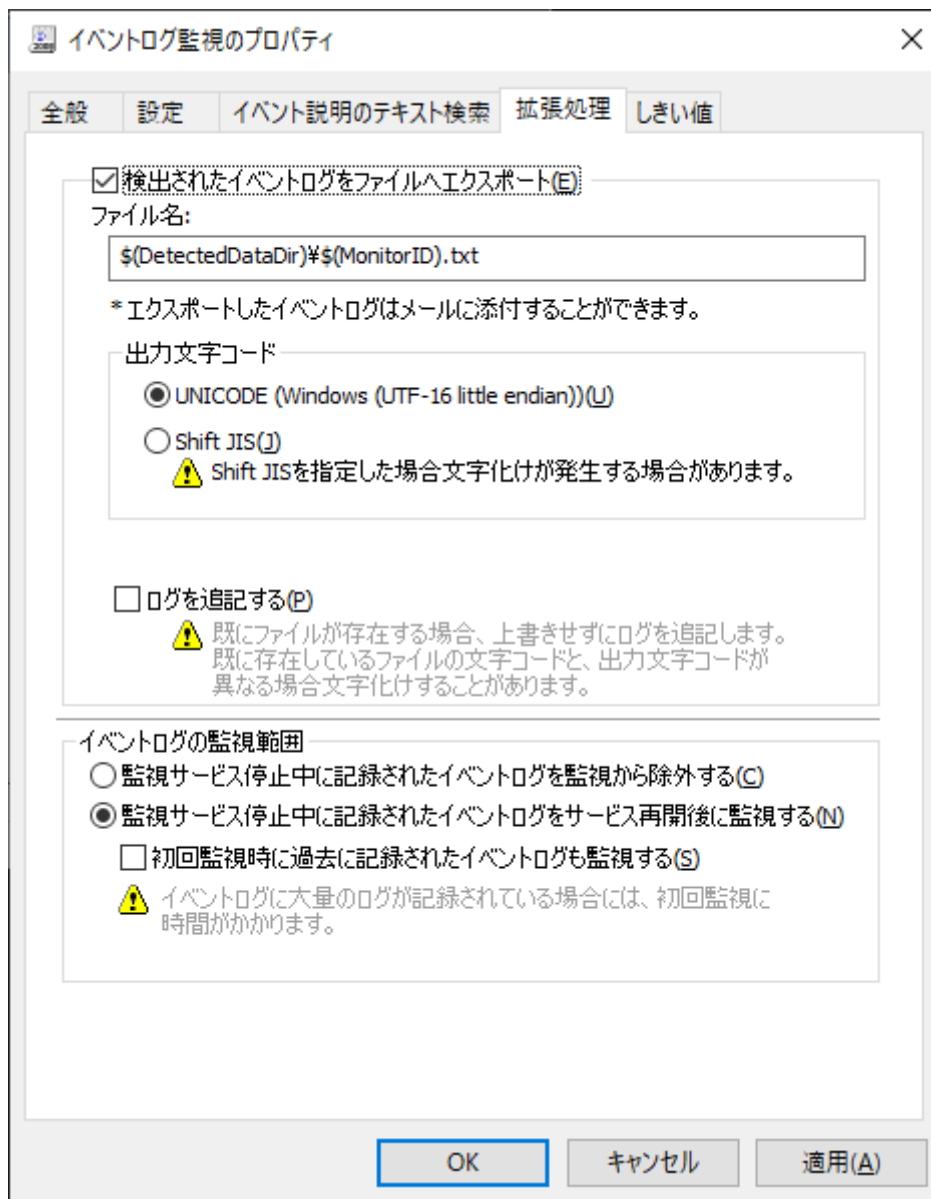 イベントログ監視のプロパティ
全般 設定 イベント説明のテキスト検索 拡張処理 しきい値
検出されたイベントログをファイルへエクスポート(E)
ファイル名:
$(DetectedDataDir)¥$(MonitorID).txt
*エクスポートしたイベントログはメールに添付することができます。
出力文字コード
UNICODE (Windows (UTF-16 little endian))(U)
Shift JIS(J)
Shift JISを指定した場合文字化けが発生する場合があります。
ログを追記する(P)
既にファイルが存在する場合、上書きせずにログを追記します。
既に存在しているファイルの文字コードと、出力文字コードが
異なる場合文字化けすることがあります。
イベントログの監視範囲
監視サービス停止中に記録されたイベントログを監視から除外する(C)
監視サービス停止中に記録されたイベントログをサービス再開後に監視する(N)
初回監視時に過去に記録されたイベントログも監視する(S)
イベントログに大量のログが記録されている場合には、初回監視に
時間がかかります。
OK キャンセル 適用(A)